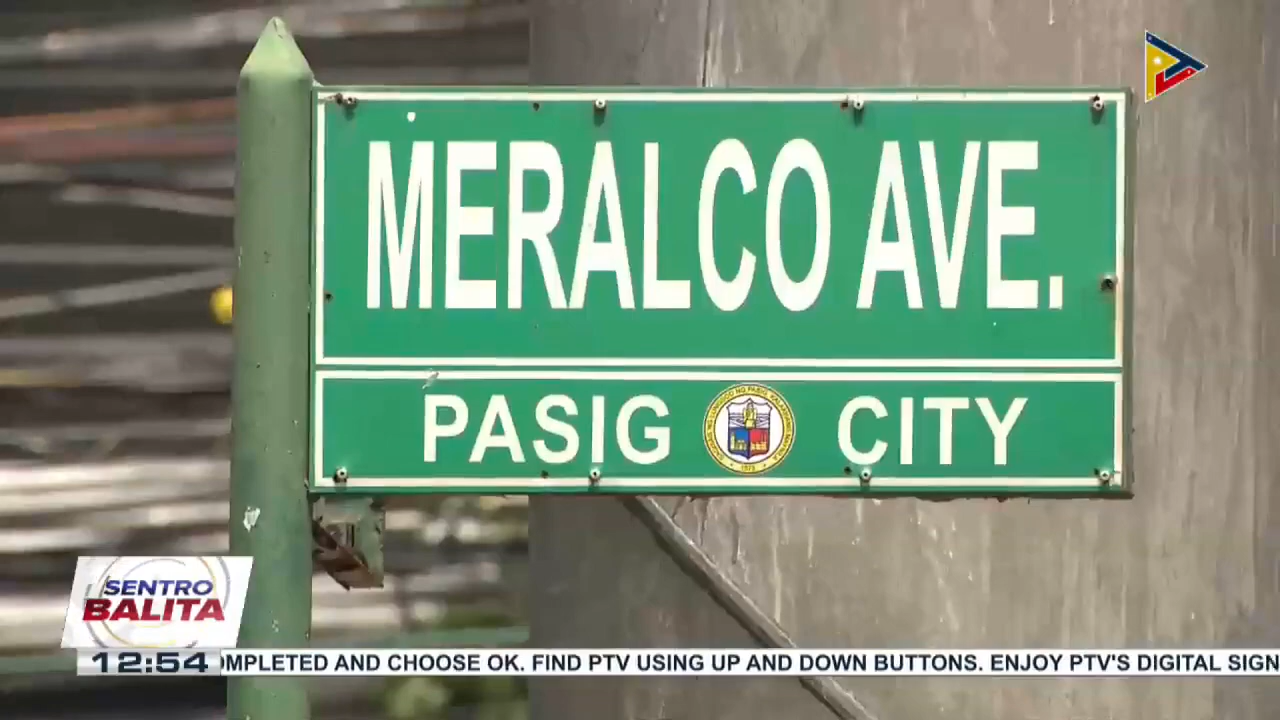 MERALCO AVE.
PASIG CITY
SENTRO
BALITA
12:54 OMPLETED AND CHOOSE OK. FIND PTV USING UP AND DOWN BUTTONS. ENJOY PTV'S DIGITAL SIGN